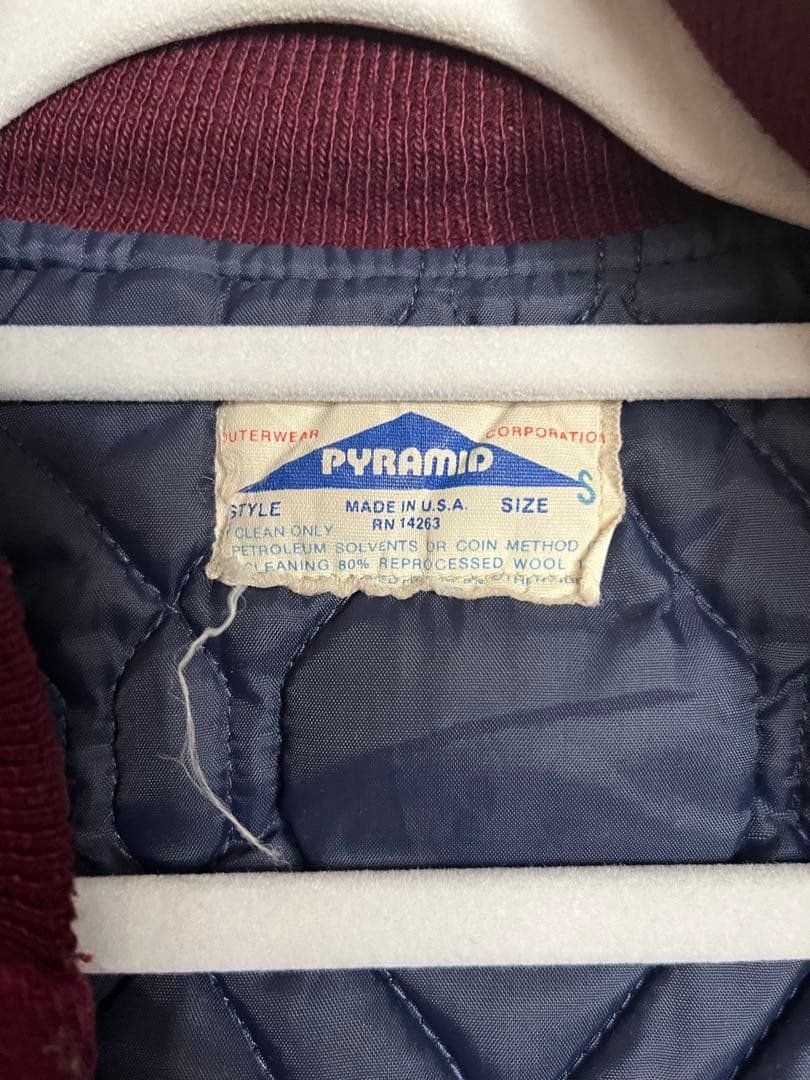 OUTERWEAR CORPORATION
PYRAMID
STYLE MADE IN U.S.A. SIZE S
RN 14263
CLEAN ONLY
PETROLEUM SOLVENTS OR COIN METHOD
CLEANING 80% REPROCESSED WOOL